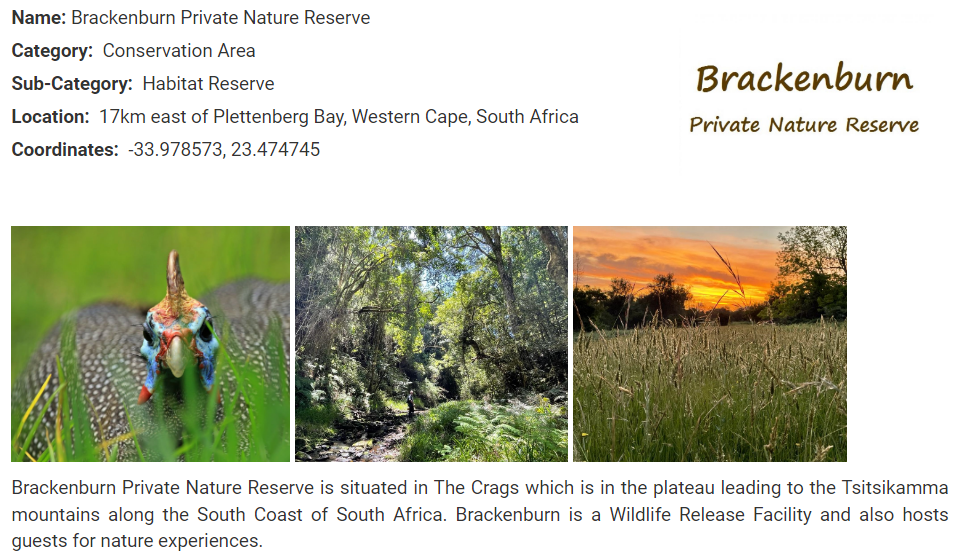 Name: Brackenburn Private Nature Reserve
Category: Conservation Area
Sub-Category: Habitat Reserve
Location: 17km east of Plettenberg Bay, Western Cape, South Africa
Coordinates: -33.978573, 23.474745
Brackenburn
Private Nature Reserve
Brackenburn Private Nature Reserve is situated in The Crags which is in the plateau leading to the Tsitsikamma
mountains along the South Coast of South Africa. Brackenburn is a Wildlife Release Facility and also hosts
guests for nature experiences.